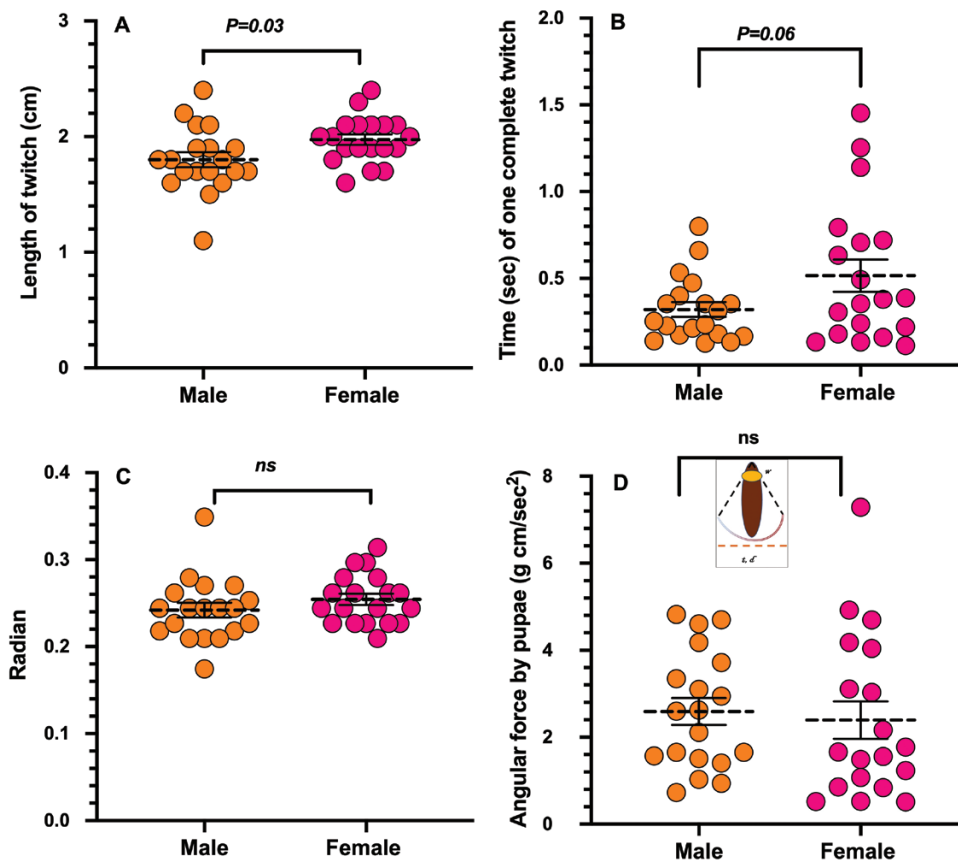 A
P=0.03
Length of twitch (cm)
3
2
1
0
Male
Female
B
P=0.06
Time (sec) of one complete twitch
2.0
1.5
1.0
0.5
0.0
Male
Female
C
ns
Radian
0.4
0.3
0.2
0.1
0.0
Male
Female
D
ns
Angular force by pupae (g cm/sec²)
8
6
4
2
0
w
Male
Female